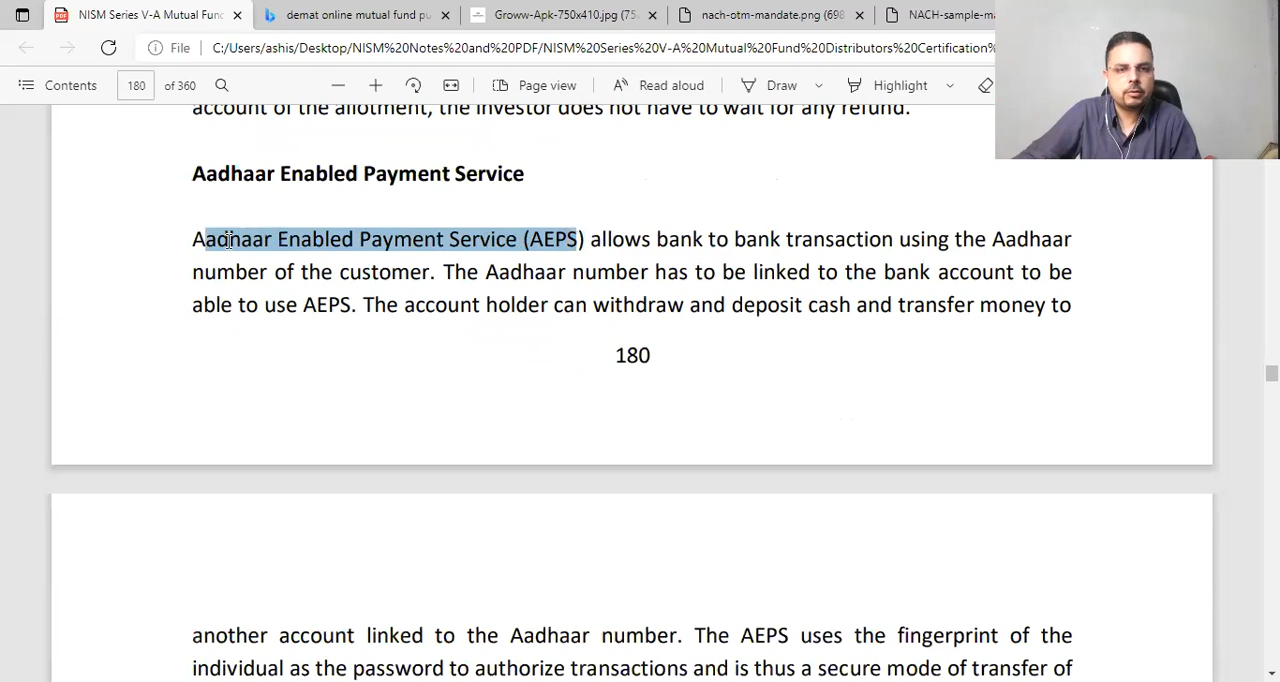 NISM Series V-A Mutual Fund
demat online mutual fund pu
Groww-Apk-750x410.jpg (75
nach-otm-mandate.png (698
NACH-sample-ma
File
C:/Users/ashis/Desktop/NISM%20Notes%20and%20PDF/NISM%20Series%20V-A%20Mutual%20Fund%20Distributors%20Certification
Contents
180
of 360
Page view
Read aloud
Draw
Highlight
account of the allotment, the investor does not have to wait for any refund.
Aadhaar Enabled Payment Service
Aadhaar Enabled Payment Service (AEPS) allows bank to bank transaction using the Aadhaar
number of the customer. The Aadhaar number has to be linked to the bank account to be
able to use AEPS. The account holder can withdraw and deposit cash and transfer money to
180
another account linked to the Aadhaar number. The AEPS uses the fingerprint of the
individual as the password to authorize transactions and is thus a secure mode of transfer of